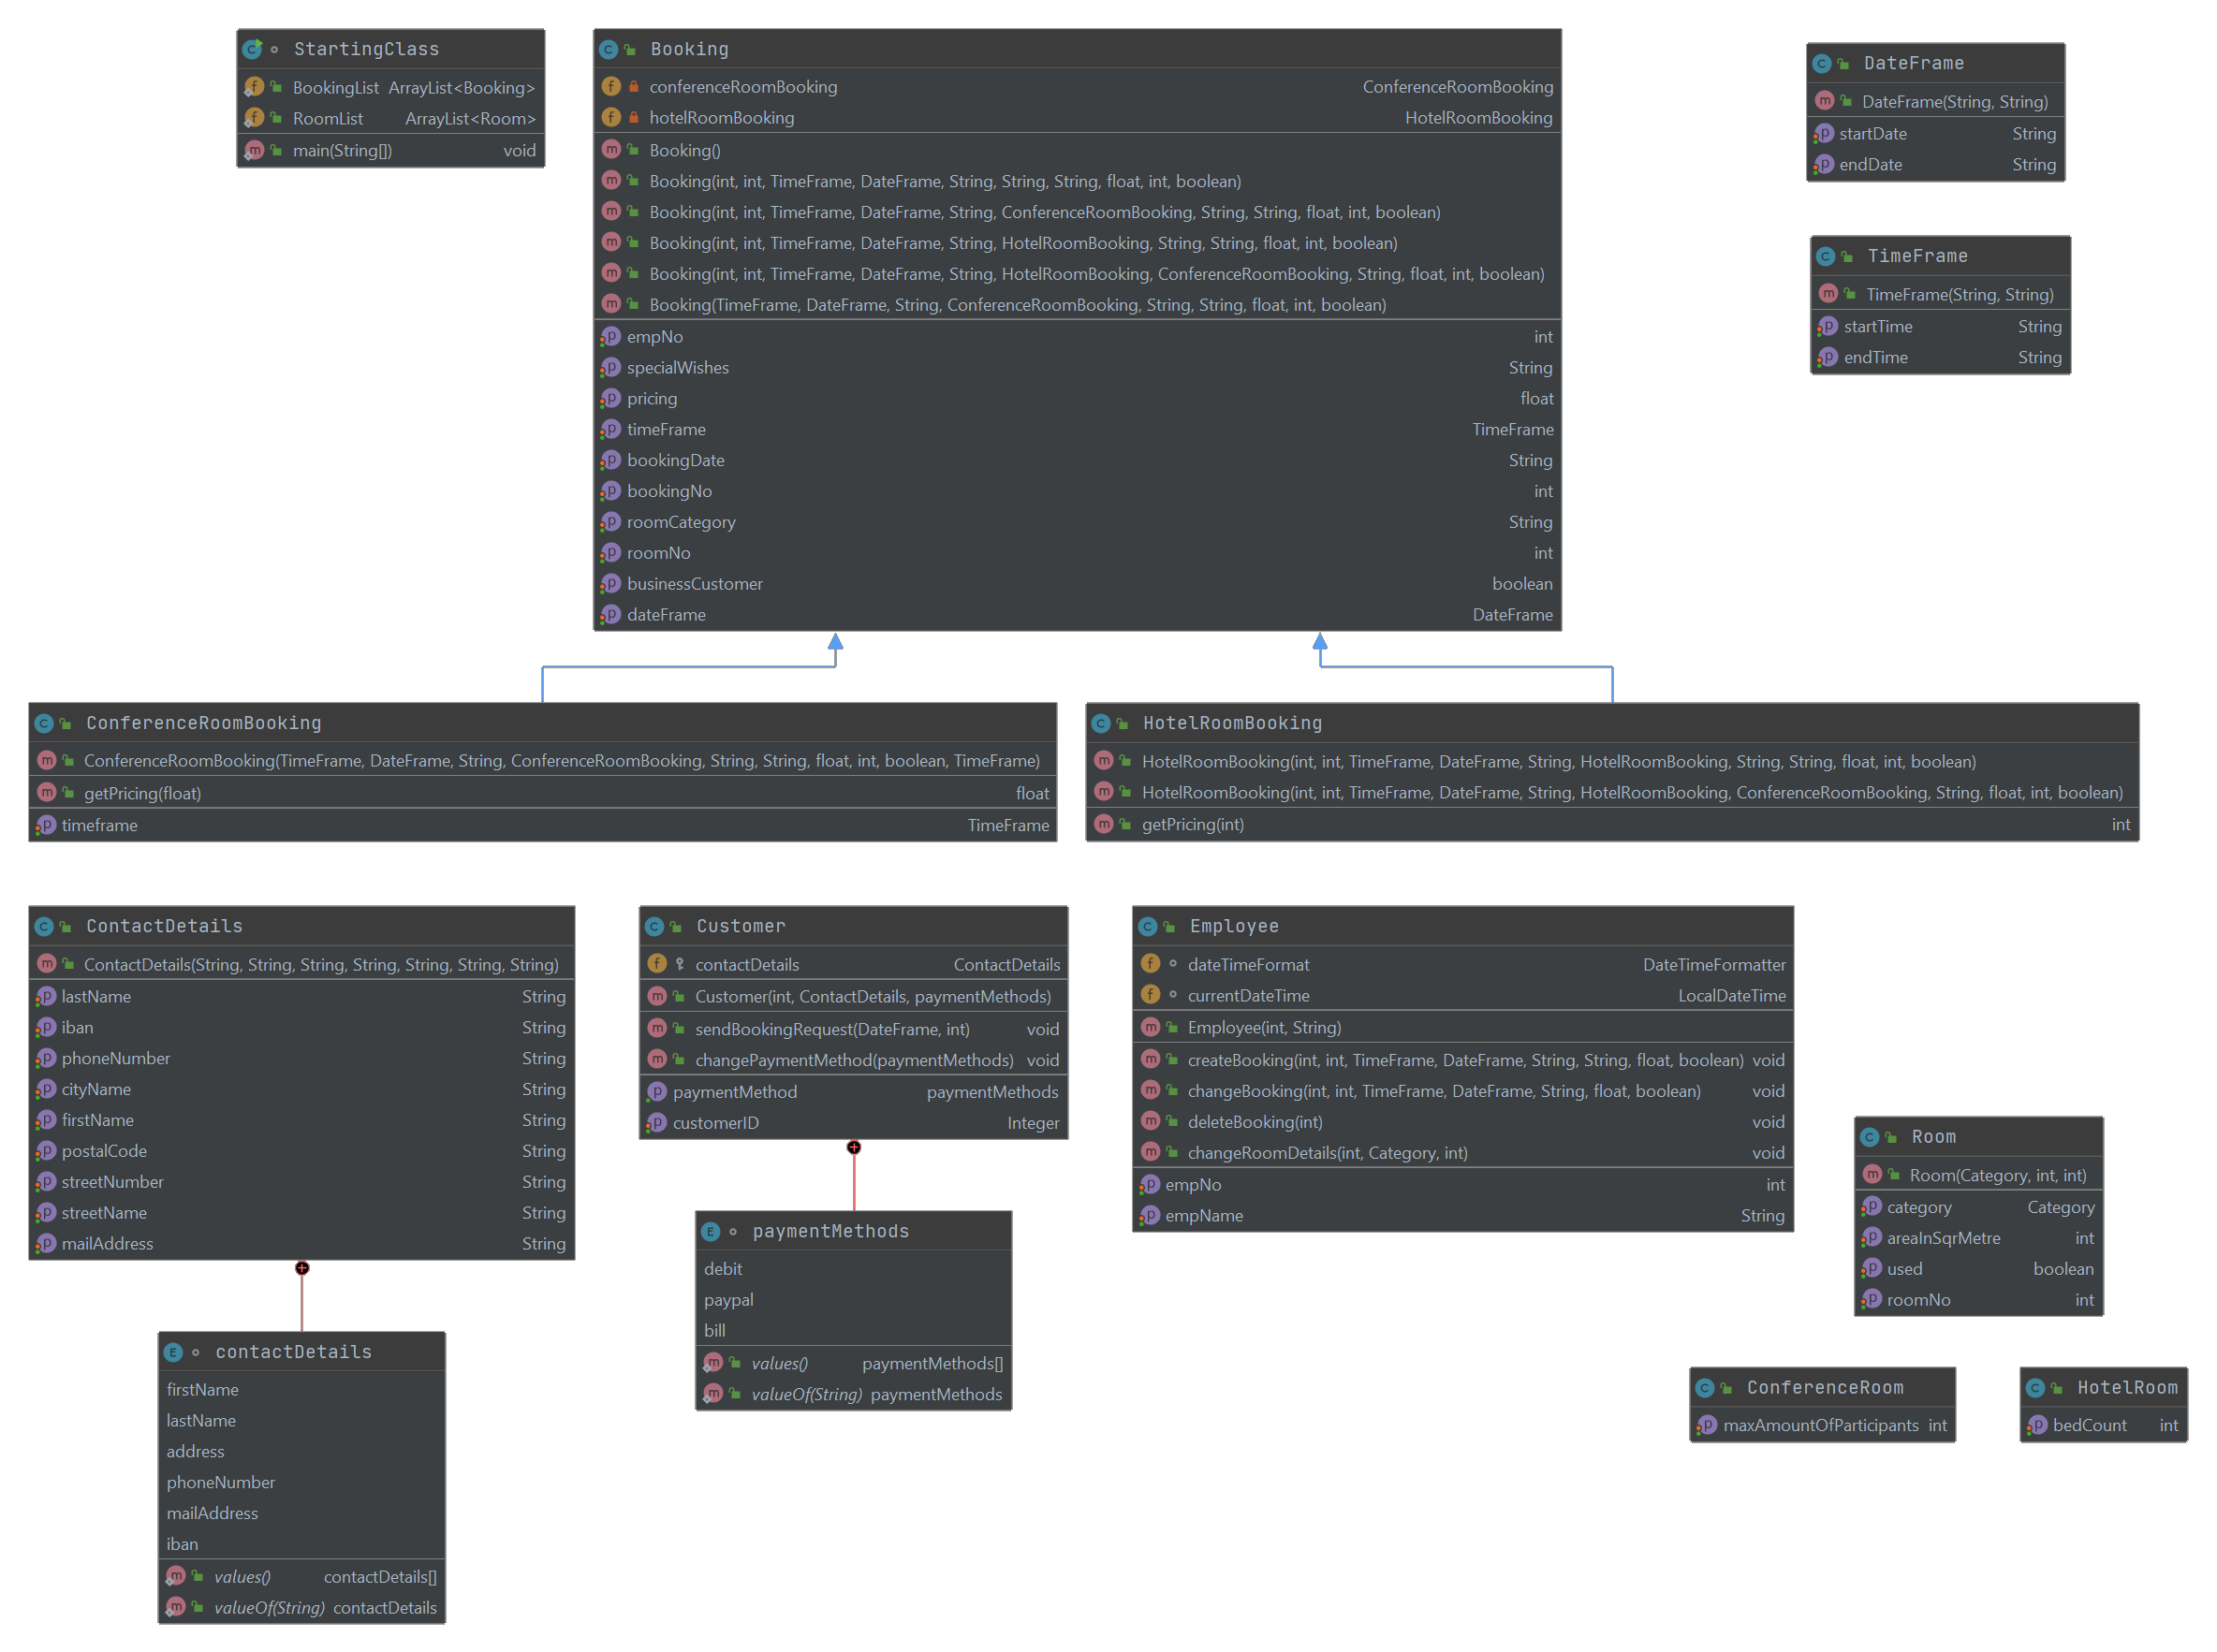 StartingClass
BookingList ArrayList<Booking>
RoomList ArrayList<Room>
main(String[]) void
Booking
conferenceRoomBooking ConferenceRoomBooking
hotelRoomBooking HotelRoomBooking
Booking()
Booking(int, int, TimeFrame, DateFrame, String, String, String, float, int, boolean)
Booking(int, int, TimeFrame, DateFrame, String, ConferenceRoomBooking, String, String, float, int, boolean)
Booking(int, int, TimeFrame, DateFrame, String, HotelRoomBooking, String, String, float, int, boolean)
Booking(int, int, TimeFrame, DateFrame, String, HotelRoomBooking, ConferenceRoomBooking, String, float, int, boolean)
Booking(TimeFrame, DateFrame, String, ConferenceRoomBooking, String, String, float, int, boolean)
empNo int
specialWishes String
pricing float
timeFrame TimeFrame
bookingDate String
bookingNo int
roomCategory String
roomNo int
businessCustomer boolean
dateFrame DateFrame
DateFrame
DateFrame(String, String)
startDate String
endDate String
TimeFrame
TimeFrame(String, String)
startTime String
endTime String
ConferenceRoomBooking
ConferenceRoomBooking(TimeFrame, DateFrame, String, ConferenceRoomBooking, String, String, float, int, boolean, TimeFrame)
getPricing(float) float
timeframe TimeFrame
HotelRoomBooking
HotelRoomBooking(int, int, TimeFrame, DateFrame, String, HotelRoomBooking, String, String, float, int, boolean)
HotelRoomBooking(int, int, TimeFrame, DateFrame, String, HotelRoomBooking, ConferenceRoomBooking, String, float, int, boolean)
getPricing(int) int
ContactDetails
ContactDetails(String, String, String, String, String, String, String)
lastName String
iban String
phoneNumber String
cityName String
firstName String
postalCode String
streetNumber String
streetName String
mailAddress String
contactDetails
firstName
lastName
address
phoneNumber
mailAddress
iban
values() contactDetails[]
valueOf(String) contactDetails
Customer
contactDetails ContactDetails
Customer(int, ContactDetails, paymentMethods)
sendBookingRequest(DateFrame, int) void
changePaymentMethod(paymentMethods) void
paymentMethod paymentMethods
customerID Integer
paymentMethods
debit
paypal
bill
values() paymentMethods[]
valueOf(String) paymentMethods
Employee
dateTimeFormat DateTimeFormatter
currentDateTime LocalDateTime
Employee(int, String)
createBooking(int, int, TimeFrame, DateFrame, String, String, float, boolean) void
changeBooking(int, int, TimeFrame, DateFrame, String, float, boolean) void
deleteBooking(int) void
changeRoomDetails(int, Category, int) void
empNo int
empName String
Room
Room(Category, int, int)
category Category
areaInSqrMetre int
used boolean
roomNo int
ConferenceRoom
maxAmountOfParticipants int
HotelRoom
bedCount int